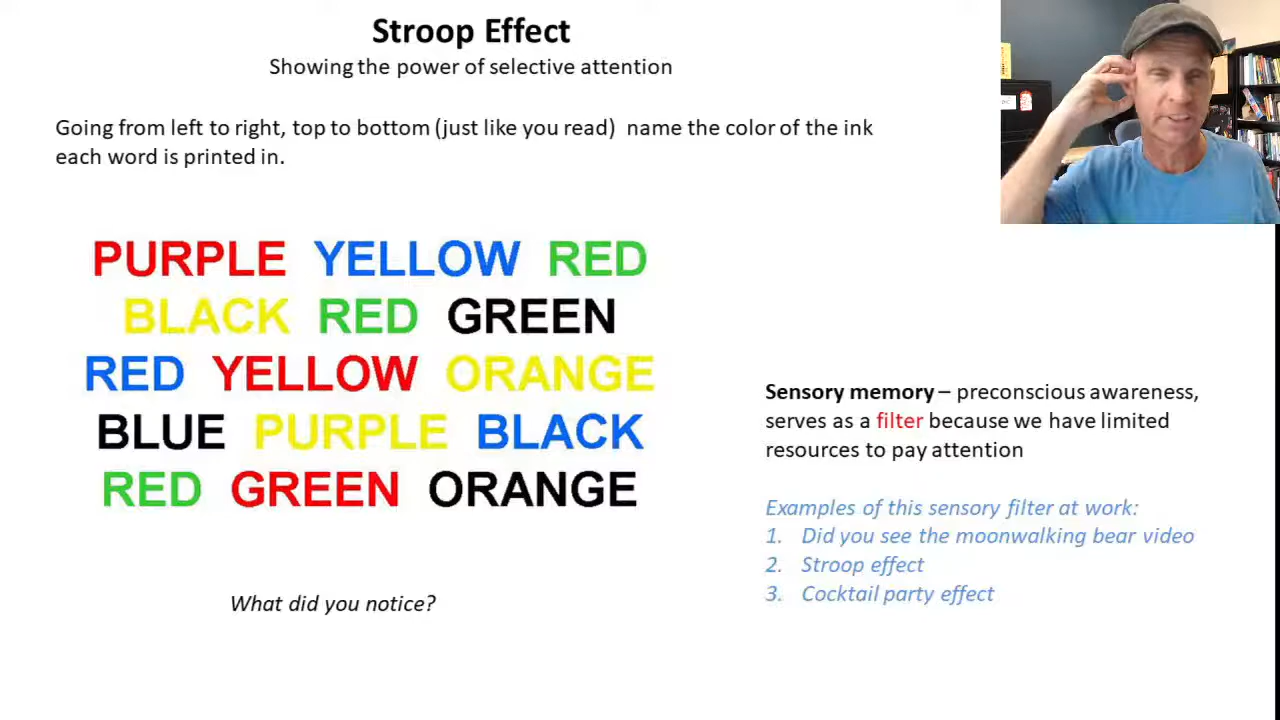 Stroop Effect
Showing the power of selective attention
Going from left to right, top to bottom (just like you read)  name the color of the ink
each word is printed in.
PURPLE YELLOW RED
BLACK RED GREEN
RED YELLOW ORANGE
BLUE PURPLE BLACK
RED GREEN ORANGE
What did you notice?
Sensory memory – preconscious awareness,
serves as a filter because we have limited
resources to pay attention
Examples of this sensory filter at work:
1. Did you see the moonwalking bear video
2. Stroop effect
3. Cocktail party effect